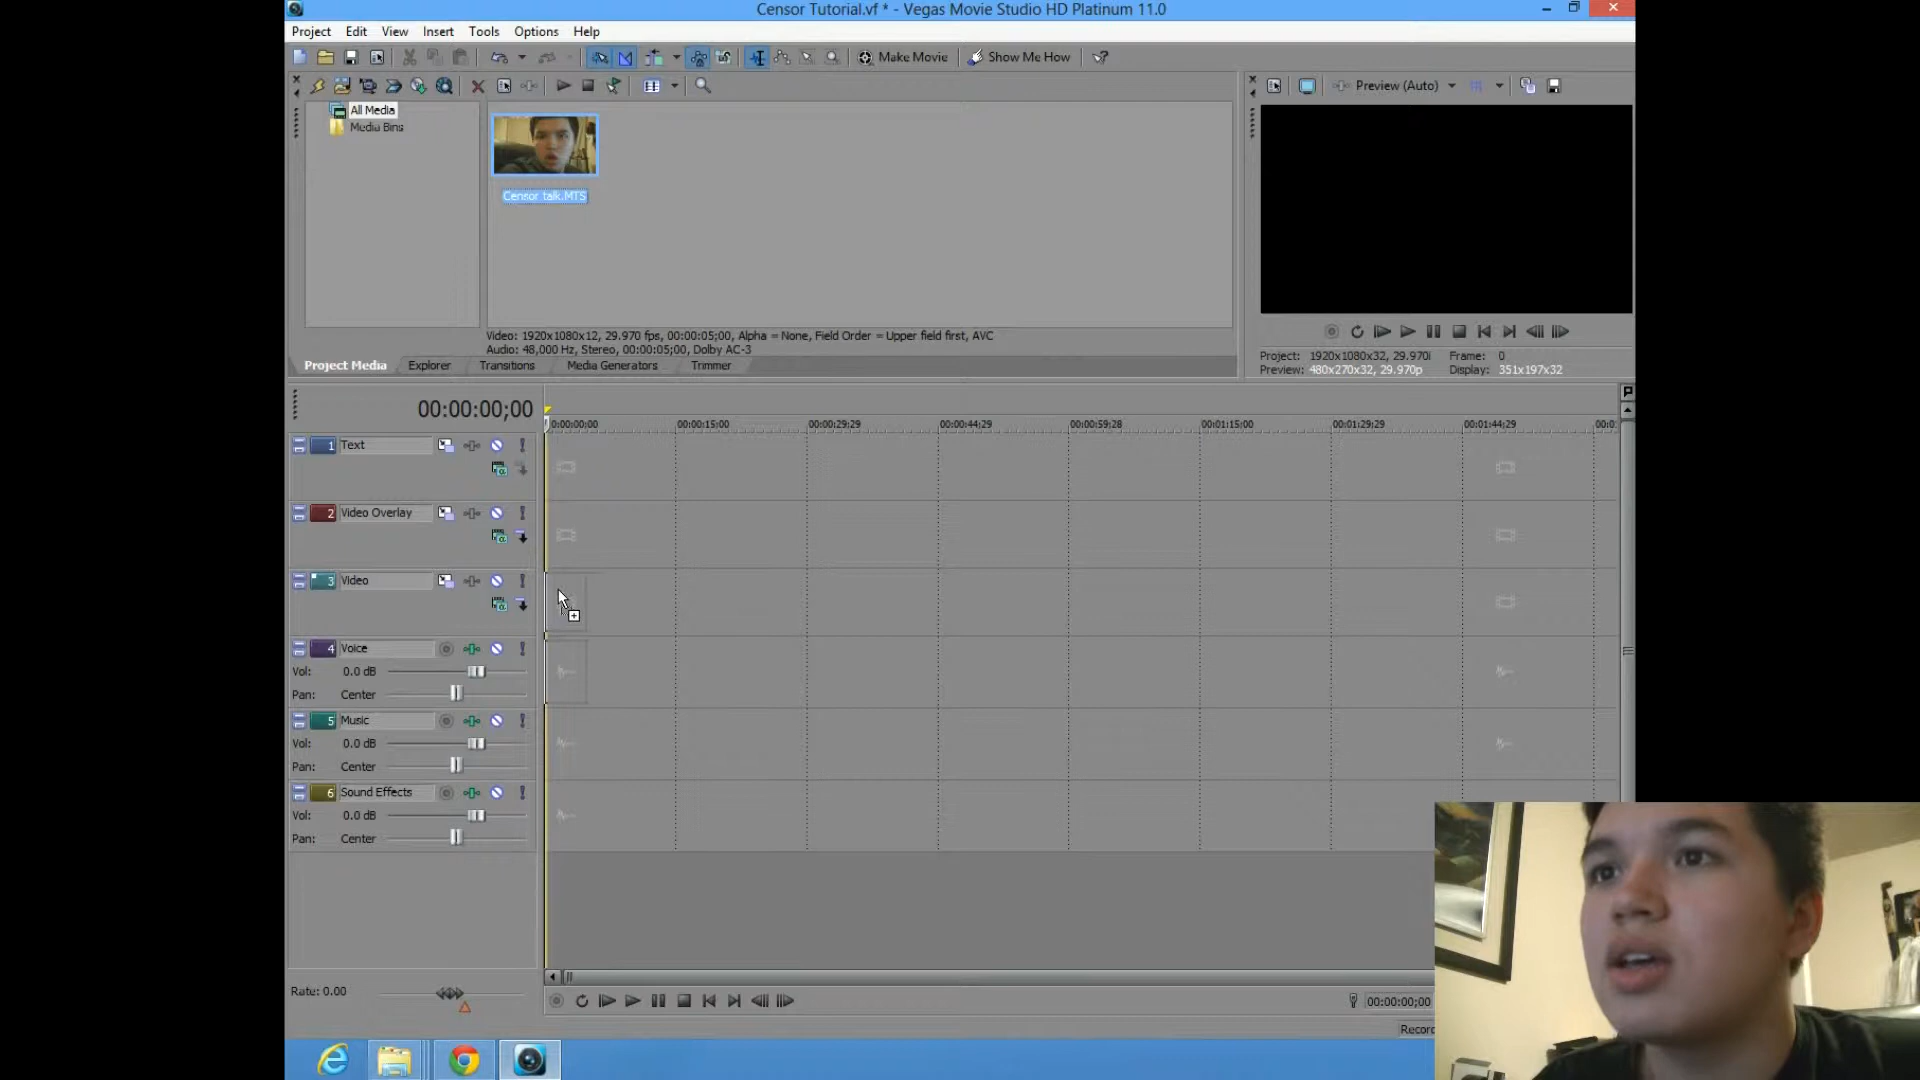 Censor Tutorial.vf * - Vegas Movie Studio HD Platinum 11.0
Project Edit View Insert Tools Options Help
Make Movie Show Me How
Preview (Auto)
All Media
Media Bins
Censor talk.MTS
Video: 1920x1080x12, 29.970 fps, 00:00:05;00, Alpha = None, Field Order = Upper field first, AVC
Audio: 48,000 Hz, Stereo, 00:00:05;00, Dolby AC-3
Project Media Explorer Transitions Media Generators Trimmer
Project: 1920x1080x32, 29.970i Frame: 0
Preview: 480x270x32, 29.970p Display: 351x197x32
00:00:00;00
0:00:00:00 00:00:15:00 00:00:29;29 00:00:44;29 00:00:59;28 00:01:15:00 00:01:29;29 00:01:44;29 00:0
1 Text
2 Video Overlay
3 Video
4 Voice
Vol: 0.0 dB
Pan: Center
5 Music
Vol: 0.0 dB
Pan: Center
6 Sound Effects
Vol: 0.0 dB
Pan: Center
Rate: 0.00
00:00:00;00
Recor